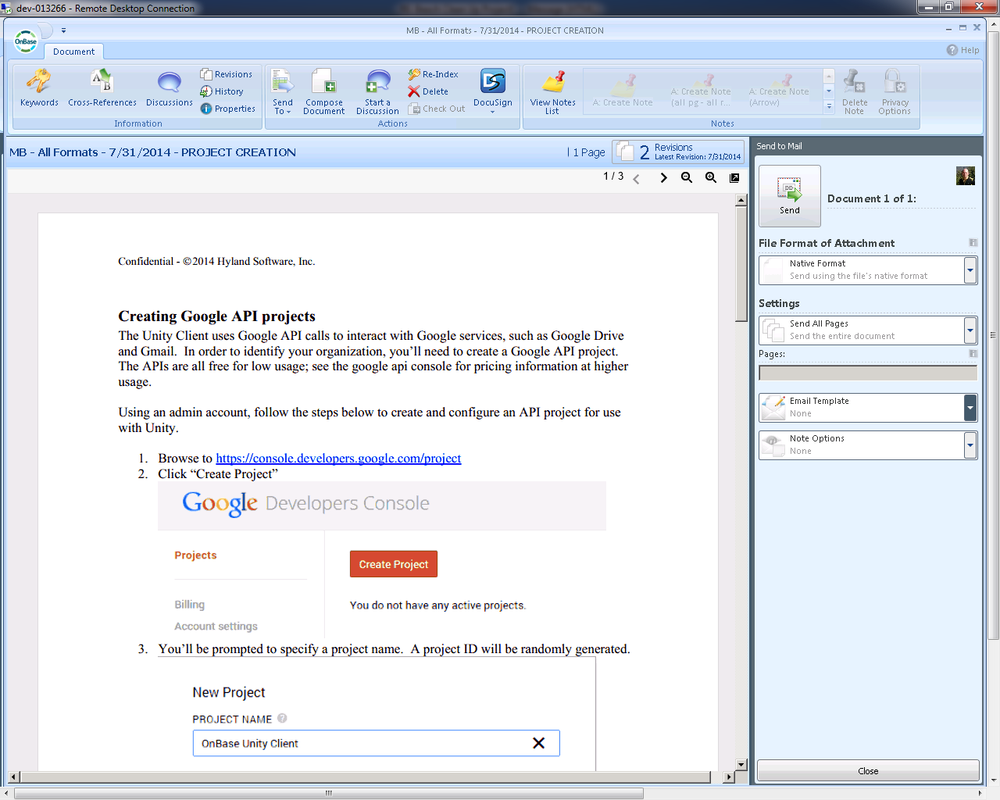 dev-013266 - Remote Desktop Connection
OnBase
MB - All Formats - 7/31/2014 - PROJECT CREATION
Document
Help
Keywords
Cross-References
Discussions
Revisions
History
Properties
Information
Send To
Compose Document
Start a Discussion
Re-Index
Delete
Check Out
DocuSign
Actions
View Notes List
A: Create Note
A: Create Note (all pg - all r...
A: Create Note (Arrow)
Delete Note
Privacy Options
Notes
MB - All Formats - 7/31/2014 - PROJECT CREATION
| 1 Page
2
Revisions
Latest Revision: 7/31/2014
1 / 3
Confidential - ©2014 Hyland Software, Inc.
Creating Google API projects
The Unity Client uses Google API calls to interact with Google services, such as Google Drive
and Gmail.  In order to identify your organization, you’ll need to create a Google API project.
The APIs are all free for low usage; see the google api console for pricing information at higher
usage.
Using an admin account, follow the steps below to create and configure an API project for use
with Unity.
1. Browse to https://console.developers.google.com/project
2. Click “Create Project”
Google Developers Console
Projects
Create Project
Billing
You do not have any active projects.
Account settings
3. You’ll be prompted to specify a project name.  A project ID will be randomly generated.
New Project
PROJECT NAME ?
OnBase Unity Client
Send to Mail
Send
Document 1 of 1:
File Format of Attachment
Native Format
Send using the file's native format
Settings
Send All Pages
Send the entire document
Pages:
Email Template
None
Note Options
None
Close